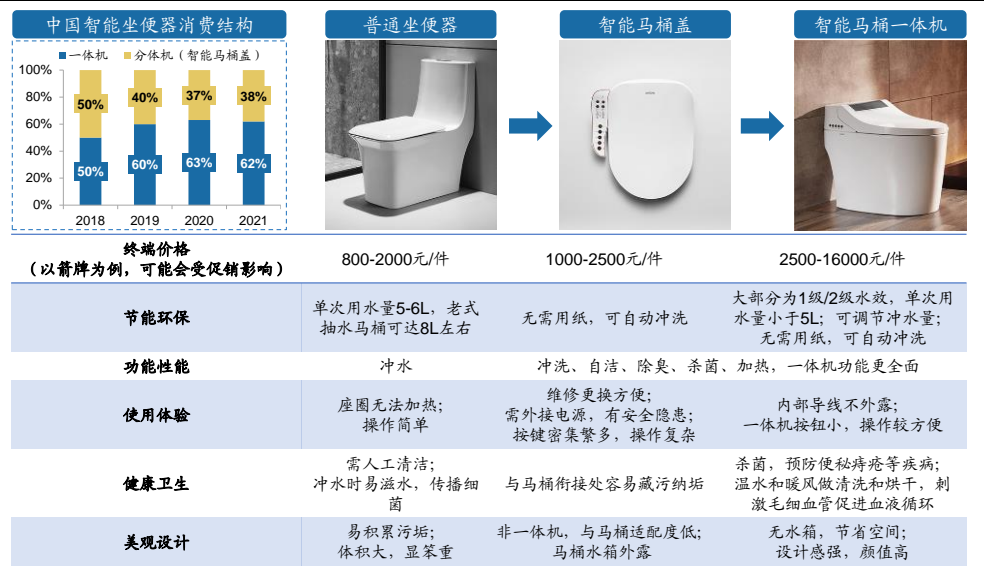 中国智能坐便器消费结构
普通坐便器
智能马桶盖
智能马桶一体机
一体机 分体机（智能马桶盖）
100%
80%
60%
40%
20%
0%
50% 40% 37% 38%
50% 60% 63% 62%
2018 2019 2020 2021
终端价格
（以箭牌为例，可能会受促销影响）
800-2000元/件
1000-2500元/件
2500-16000元/件
节能环保
单次用水量5-6L，老式
抽水马桶可达8L左右
无需用纸，可自动冲洗
大部分为1级/2级水效，单次用
水量小于5L；可调节冲水量；
无需用纸，可自动冲洗
功能性能
冲水
冲洗、自洁、除臭、杀菌、加热，一体机功能更全面
使用体验
座圈无法加热；
操作简单
维修更换方便；
需外接电源，有安全隐患；
按键密集繁多，操作复杂
内部导线不外露；
一体机按钮小，操作较方便
健康卫生
需人工清洁；
冲水时易滋水，传播细
菌
与马桶衔接处容易藏污纳垢
杀菌，预防便秘痔疮等疾病；
温水和暖风做清洗和烘干，刺
激毛细血管促进血液循环
美观设计
易积累污垢；
体积大，显笨重
非一体机，与马桶适配度低；
马桶水箱外露
无水箱，节省空间；
设计感强，颜值高